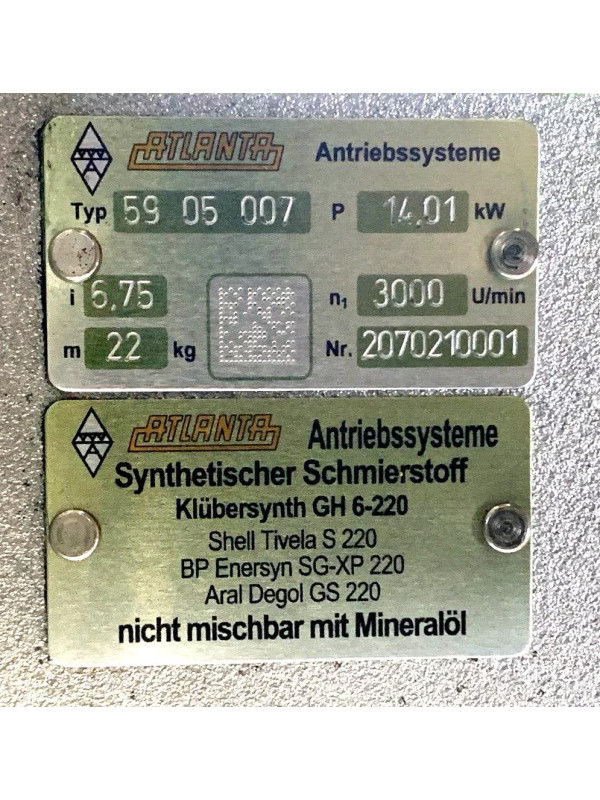 ATLANTA Antriebssysteme
Typ 59 05 007 P 14.01 kW
i 6.75 n1 3000 U/min
m 22 kg Nr. 2070210001
ATLANTA Antriebssysteme
Synthetischer Schmierstoff
Klübersynth GH 6-220
Shell Tivela S 220
BP Enersyn SG-XP 220
Aral Degol GS 220
nicht mischbar mit Mineralöl